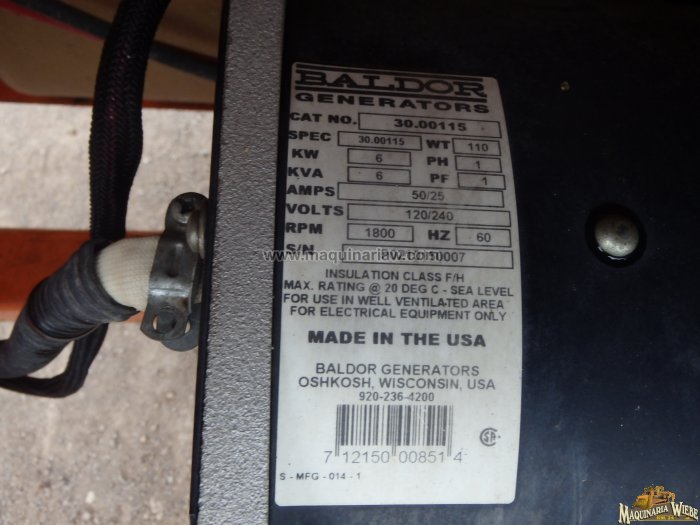 BALDOR
GENERATORS
CAT NO. 30.00115
SPEC 30.00115 WT 110
KW 6 PH 1
KVA 6 PF 1
AMPS 50/25
VOLTS 120/240
RPM 1800 HZ 60
S/N
www.maquinariawiebe.com
INSULATION CLASS F/H
MAX. RATING @ 20 DEG C - SEA LEVEL
FOR USE IN WELL VENTILATED AREA
FOR ELECTRICAL EQUIPMENT ONLY
MADE IN THE USA
BALDOR GENERATORS
OSHKOSH, WISCONSIN, USA
920-236-4200
7 12150 00851 4
S - MFG - 014 - 1
MAQUINARIA WIEBE